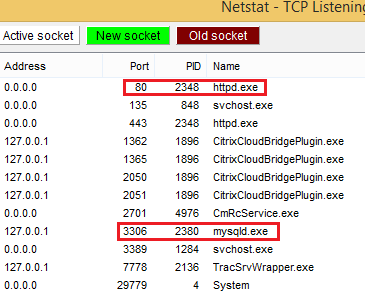 Netstat - TCP Listening
Active socket New socket Old socket
Address Port PID Name
0.0.0.0 80 2348 httpd.exe
0.0.0.0 135 848 svchost.exe
0.0.0.0 443 2348 httpd.exe
127.0.0.1 1362 1896 CitrixCloudBridgePlugin.exe
127.0.0.1 1365 1896 CitrixCloudBridgePlugin.exe
127.0.0.1 2050 1896 CitrixCloudBridgePlugin.exe
127.0.0.1 2051 1896 CitrixCloudBridgePlugin.exe
0.0.0.0 2701 4976 CmRcService.exe
127.0.0.1 3306 2380 mysqld.exe
0.0.0.0 3389 1284 svchost.exe
127.0.0.1 7778 2136 TracSrvWrapper.exe
0.0.0.0 29779 4 System